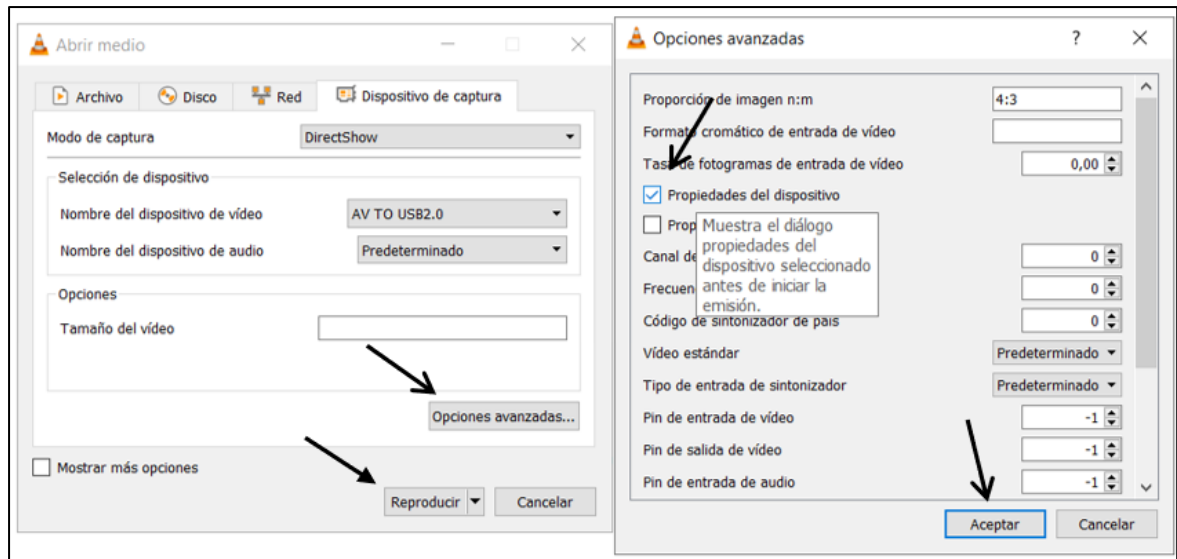 Abrir medio
Archivo
Disco
Red
Dispositivo de captura
Modo de captura
DirectShow
Selección de dispositivo
Nombre del dispositivo de vídeo
AV TO USB2.0
Nombre del dispositivo de audio
Predeterminado
Opciones
Tamaño del vídeo
Opciones avanzadas...
Mostrar más opciones
Reproducir
Cancelar
Opciones avanzadas
?
Proporción de imagen n:m
4:3
Formato cromático de entrada de vídeo
Tasa de fotogramas de entrada de vídeo
0,00
Propiedades del dispositivo
Prop
Muestra el diálogo
propiedades del
dispositivo seleccionado
antes de iniciar la
emisión.
Canal de
0
Frecuen
0
Código de sintonizador de país
0
Vídeo estándar
Predeterminado
Tipo de entrada de sintonizador
Predeterminado
Pin de entrada de vídeo
-1
Pin de salida de vídeo
-1
Pin de entrada de audio
-1
Aceptar
Cancelar